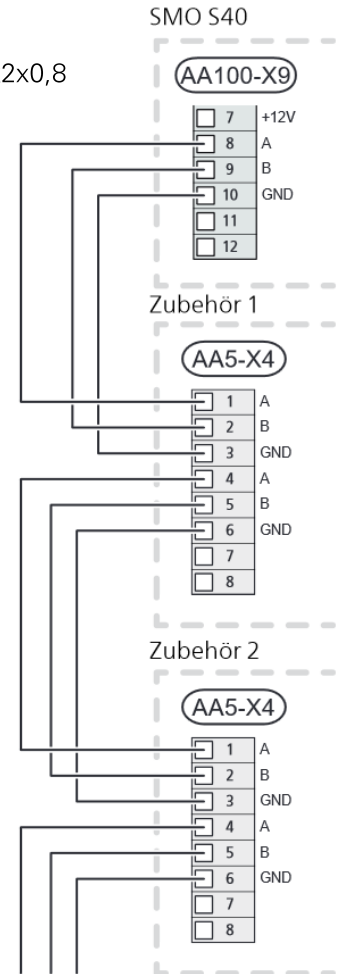 SMO S40
2x0,8
AA100-X9
7 +12V
8 A
9 B
10 GND
11
12
Zubehör 1
AA5-X4
1 A
2 B
3 GND
4 A
5 B
6 GND
7
8
Zubehör 2
AA5-X4
1 A
2 B
3 GND
4 A
5 B
6 GND
7
8